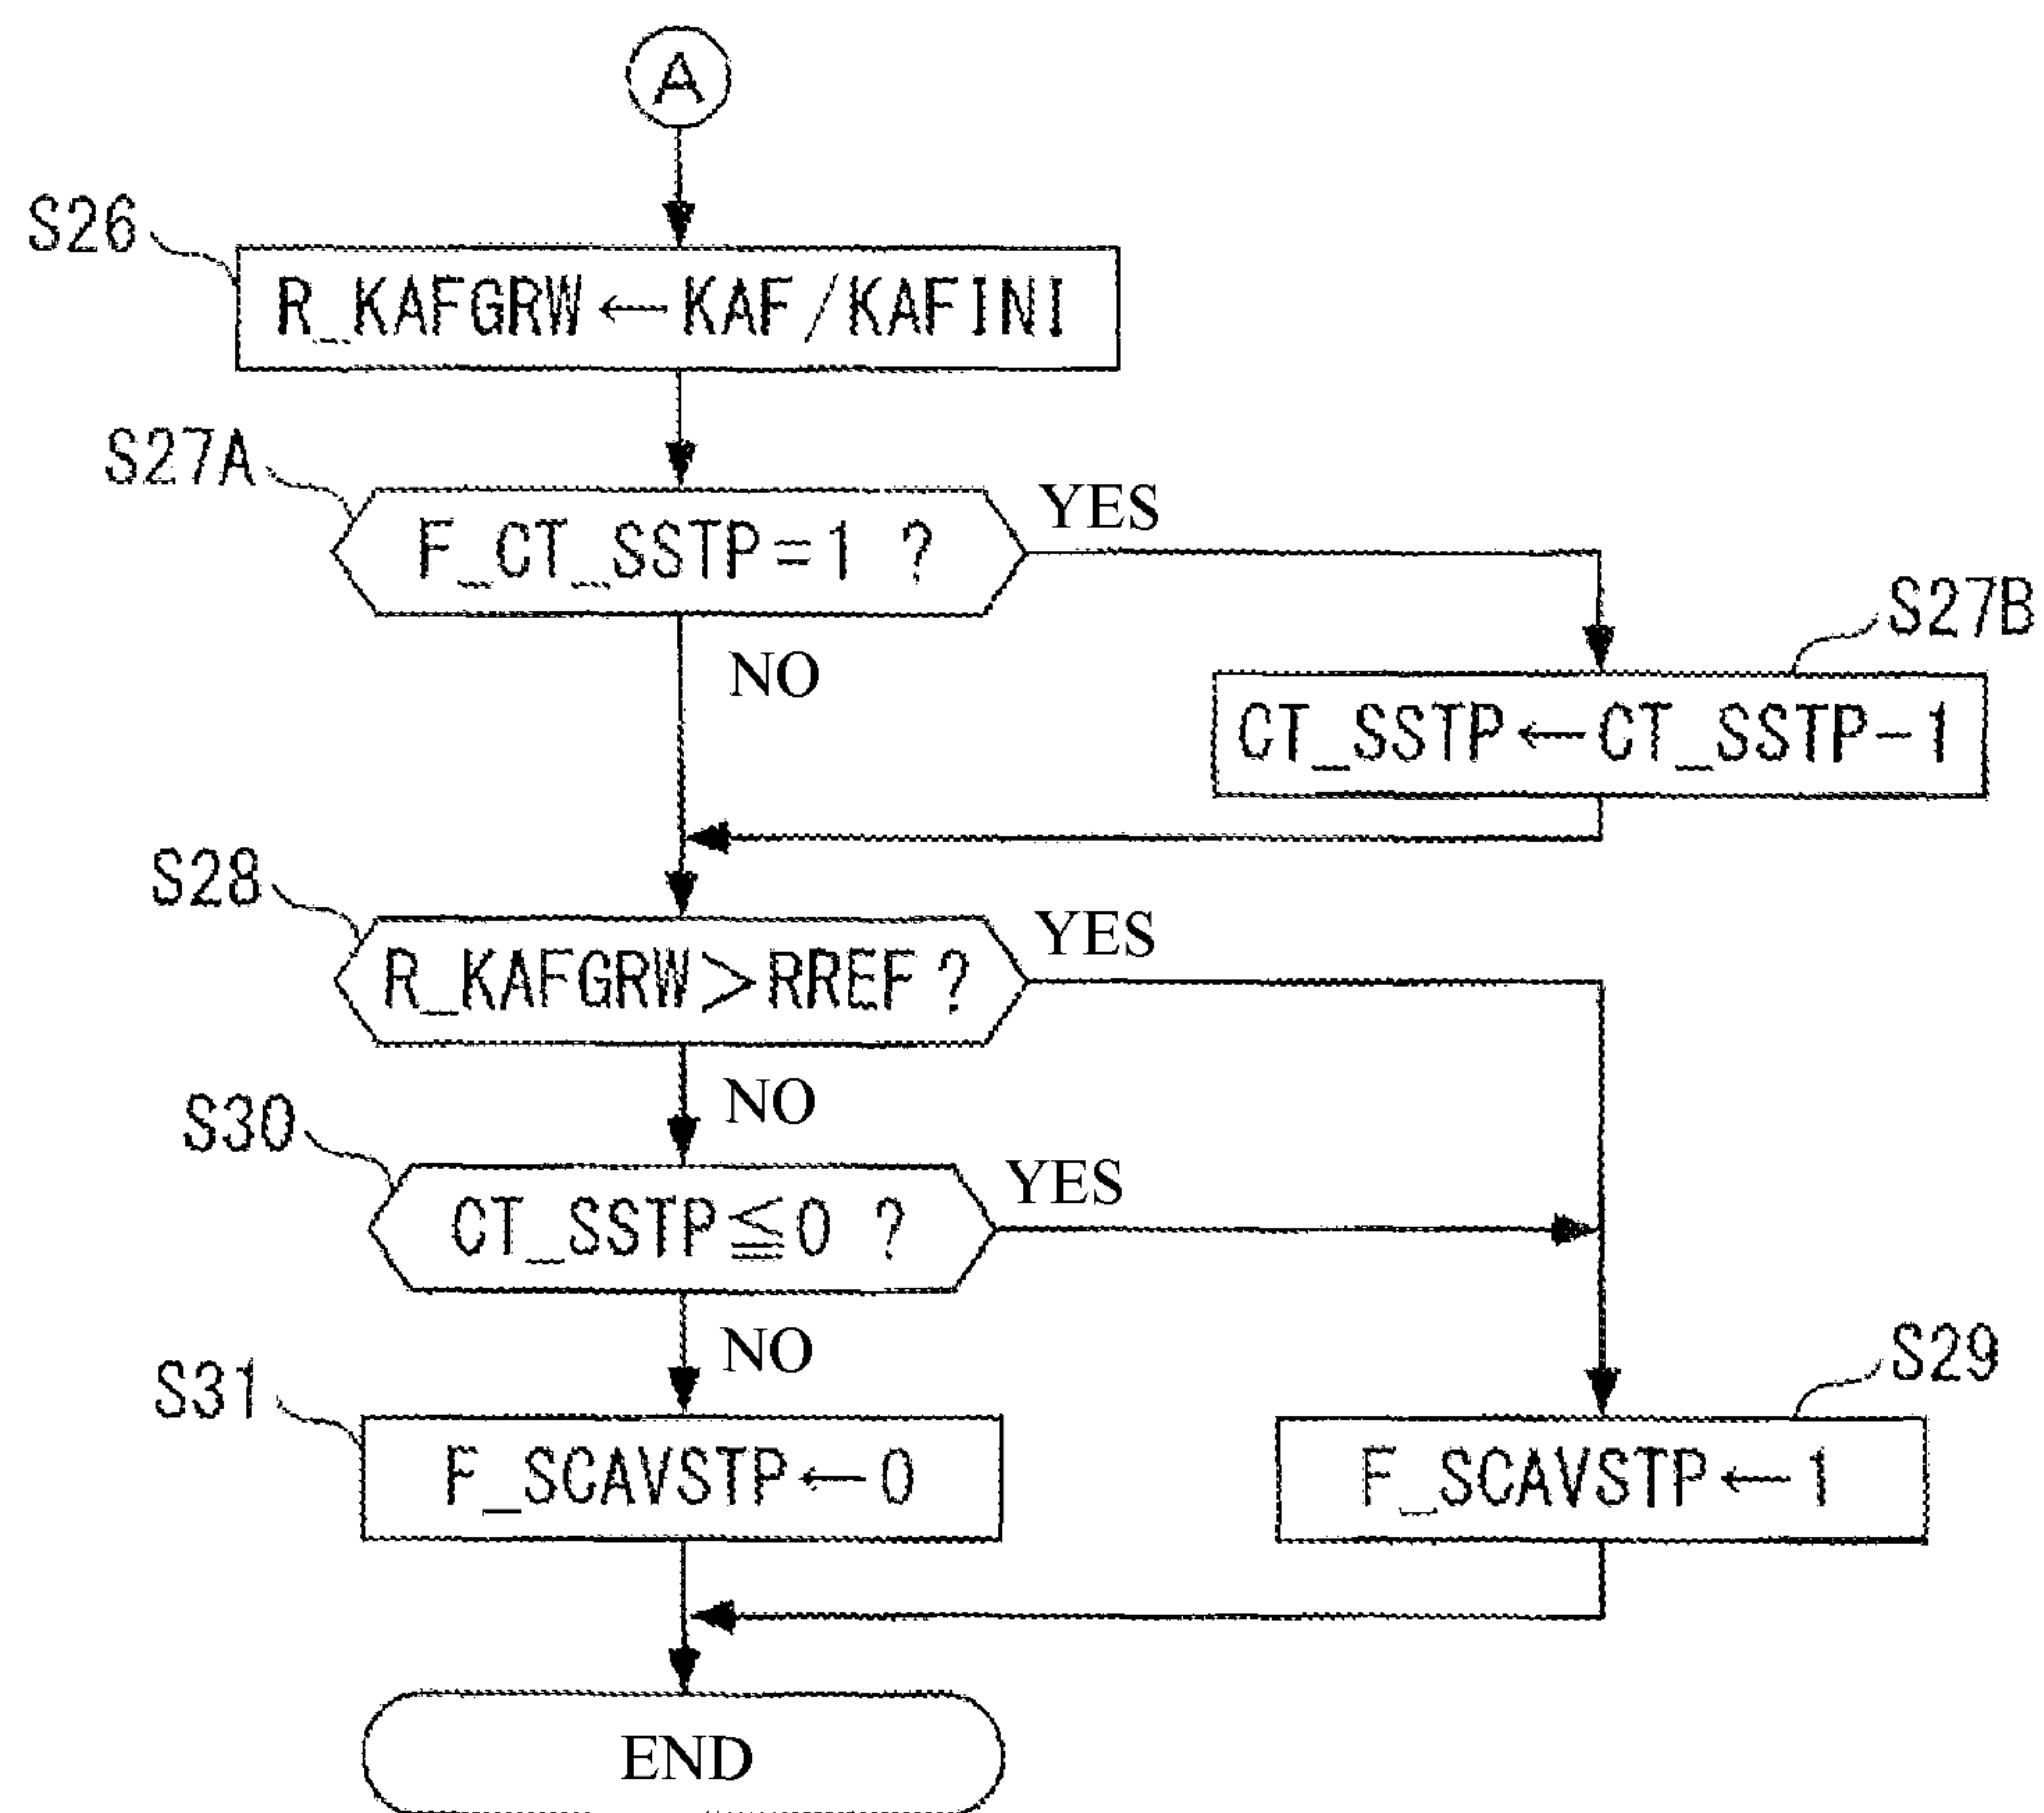 A
S26
R_KAFGRW←KAF/KAFINI
S27A
F_CT_SSTP=1 ?
YES
NO
S27B
CT_SSTP←CT_SSTP-1
S28
R_KAFGRW>RREF?
YES
NO
S30
CT_SSTP≦0 ?
YES
NO
S31
F_SCAVSTP←0
S29
F_SCAVSTP←1
END